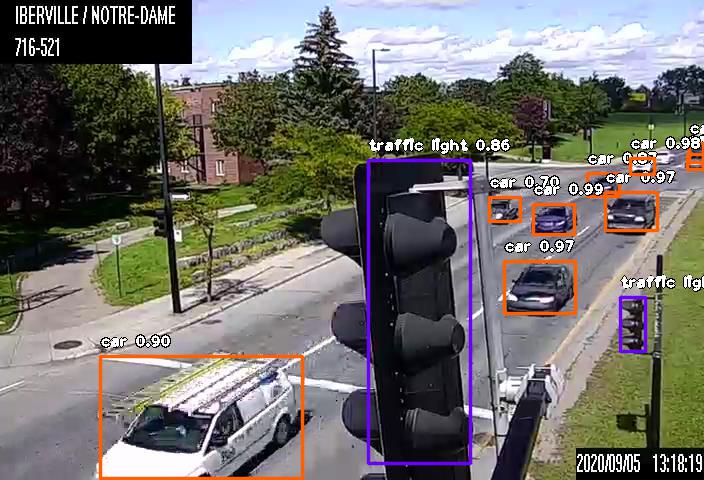 IBERVILLE / NOTRE-DAME
716-521
traffic light 0.86
car 0.98
car 0.70
car 0.97
car 0.99
car 0.97
traffic
car 0.90
2020/09/05 13:18:19